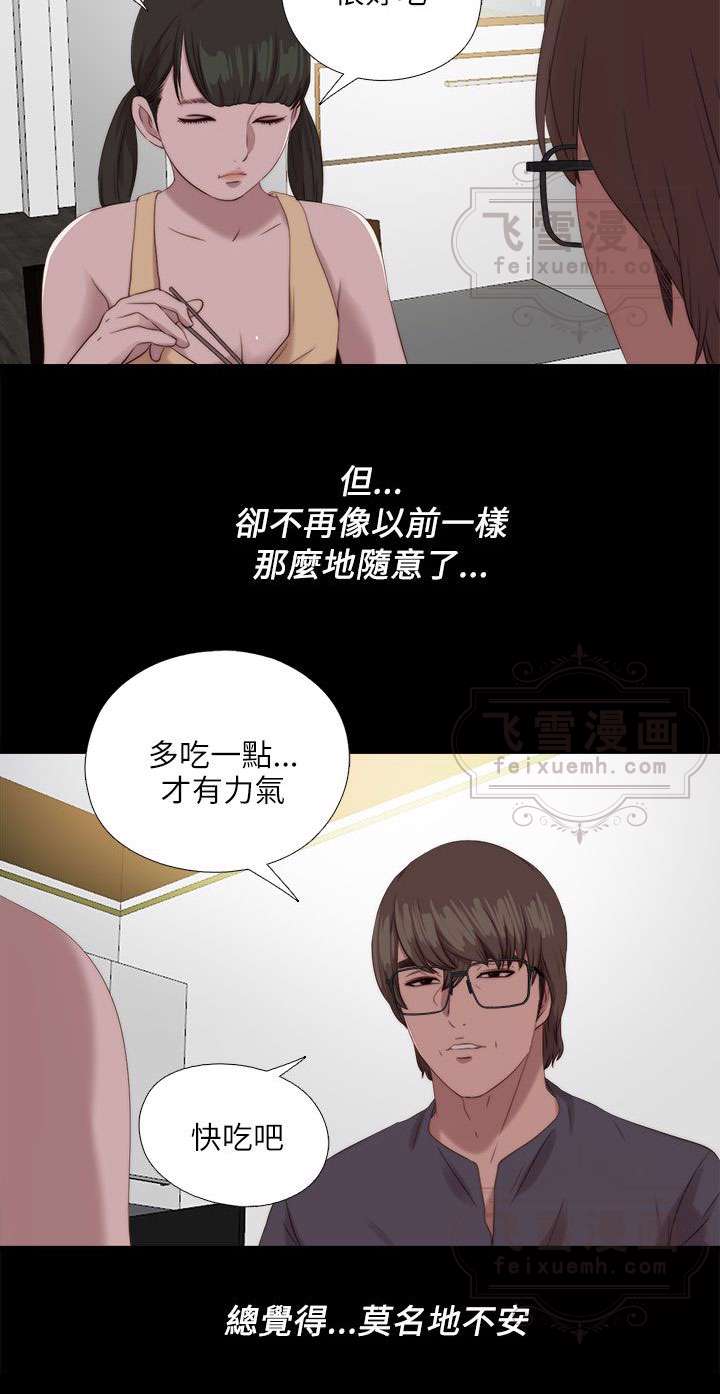 飞雪漫画
feixuemh.com
但...
卻不再像以前一樣
那麼地隨意了...
飞雪漫画
feixuemh.com
多吃一點...
才有力氣
快吃吧
飞雪漫画
feixuemh.com
總覺得...莫名地不安